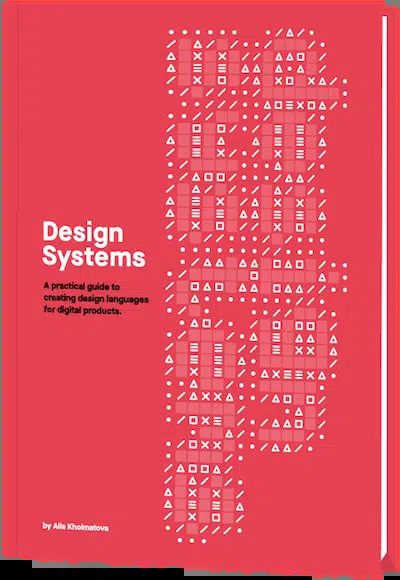 Design
Systems
A practical guide to
creating design languages
for digital products.
by Alla Kholmatova